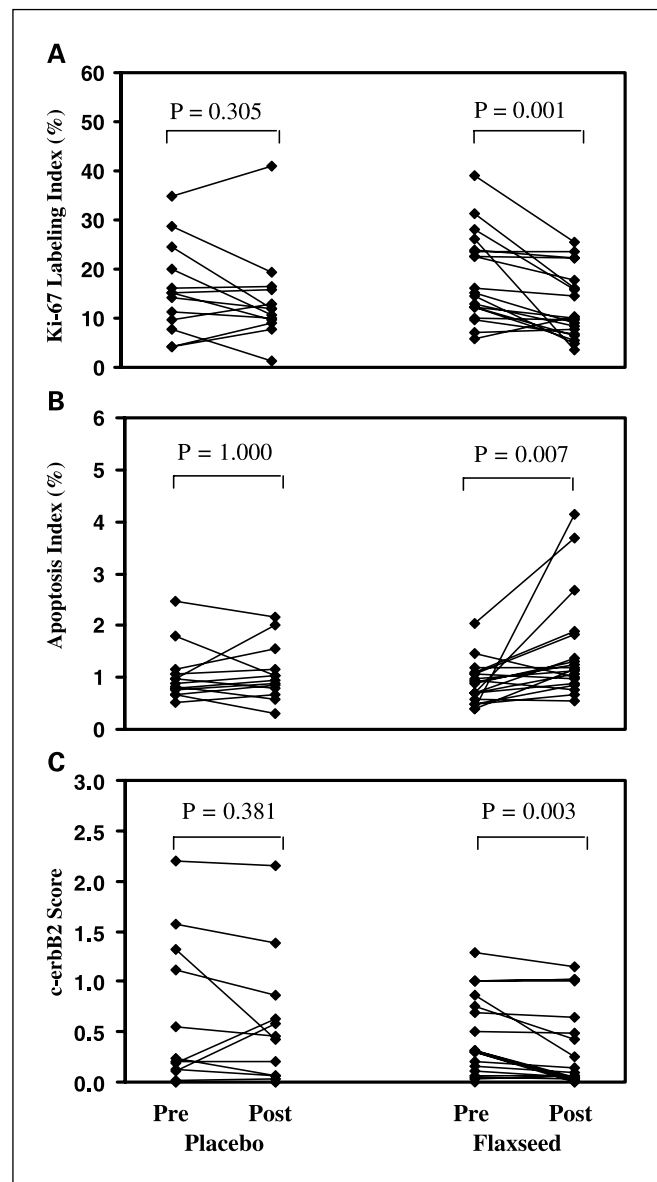 A
Ki-67 Labeling Index (%)
60
50
40
30
20
10
0
P = 0.305
P = 0.001
B
Apoptosis Index (%)
6
5
4
3
2
1
0
P = 1.000
P = 0.007
C
c-erbB2 Score
3.0
2.5
2.0
1.5
1.0
0.5
0.0
P = 0.381
P = 0.003
Pre Post Pre Post
Placebo Flaxseed